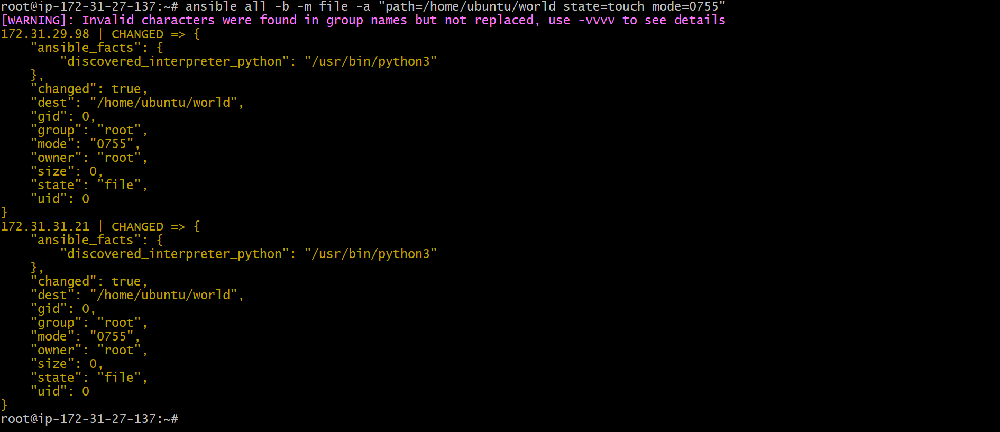 root@ip-172-31-27-137:~# ansible all -b -m file -a "path=/home/ubuntu/world state=touch mode=0755"
[WARNING]: Invalid characters were found in group names but not replaced, use -vvvv to see details
172.31.29.98 | CHANGED => {
    "ansible_facts": {
        "discovered_interpreter_python": "/usr/bin/python3"
    },
    "changed": true,
    "dest": "/home/ubuntu/world",
    "gid": 0,
    "group": "root",
    "mode": "0755",
    "owner": "root",
    "size": 0,
    "state": "file",
    "uid": 0
}
172.31.31.21 | CHANGED => {
    "ansible_facts": {
        "discovered_interpreter_python": "/usr/bin/python3"
    },
    "changed": true,
    "dest": "/home/ubuntu/world",
    "gid": 0,
    "group": "root",
    "mode": "0755",
    "owner": "root",
    "size": 0,
    "state": "file",
    "uid": 0
}
root@ip-172-31-27-137:~#